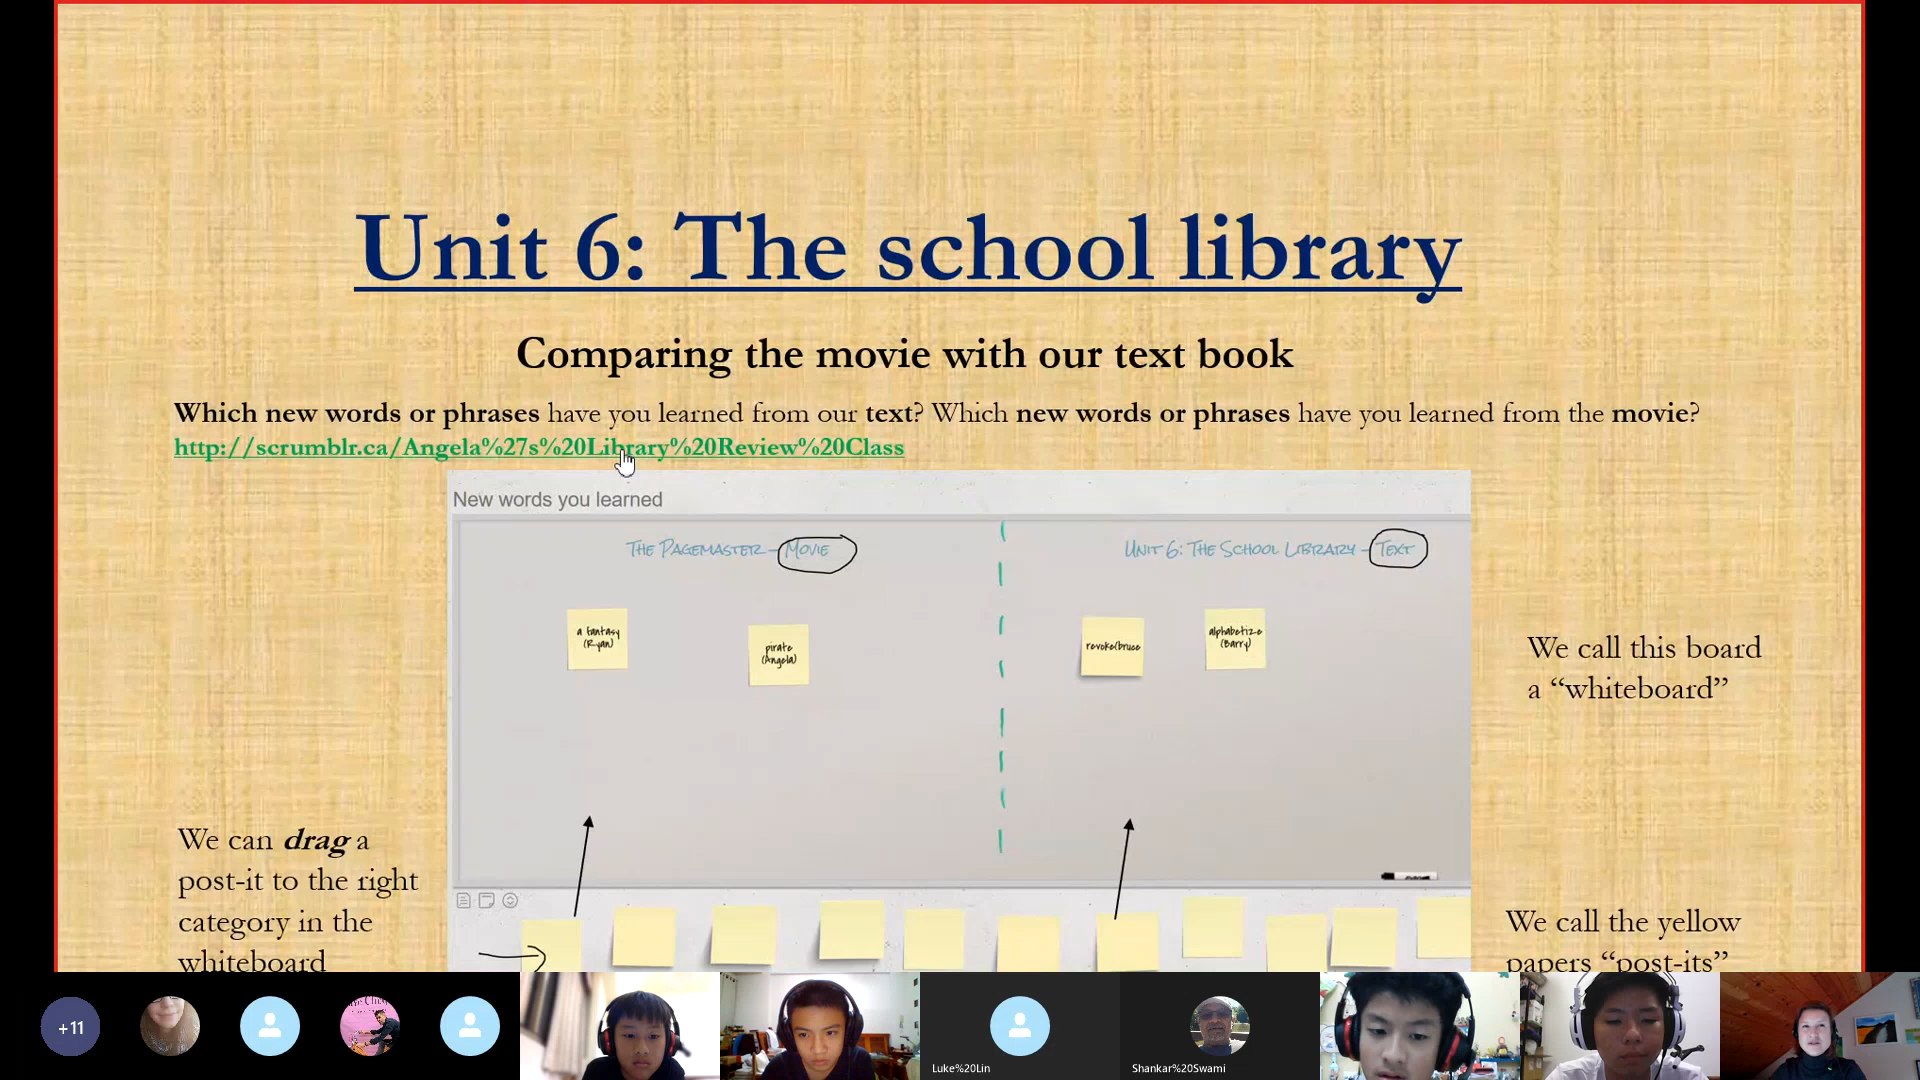 Unit 6: The school library
Comparing the movie with our text book
Which new words or phrases have you learned from our text? Which new words or phrases have you learned from the movie?
http://scrumblr.ca/Angela%27s%20Library%20Review%20Class
New words you learned
The Pagemaster - Movie
Unit 6: The School Library - Text
a fantasy
(Ryan)
pirate
(Angela)
revoke(bruce
alphabetize
(Barry)
We call this board
a “whiteboard”
We can drag a
post-it to the right
category in the
whiteboard
We call the yellow
papers “post-its”
+11
Luke%20Lin
Shankar%20Swami